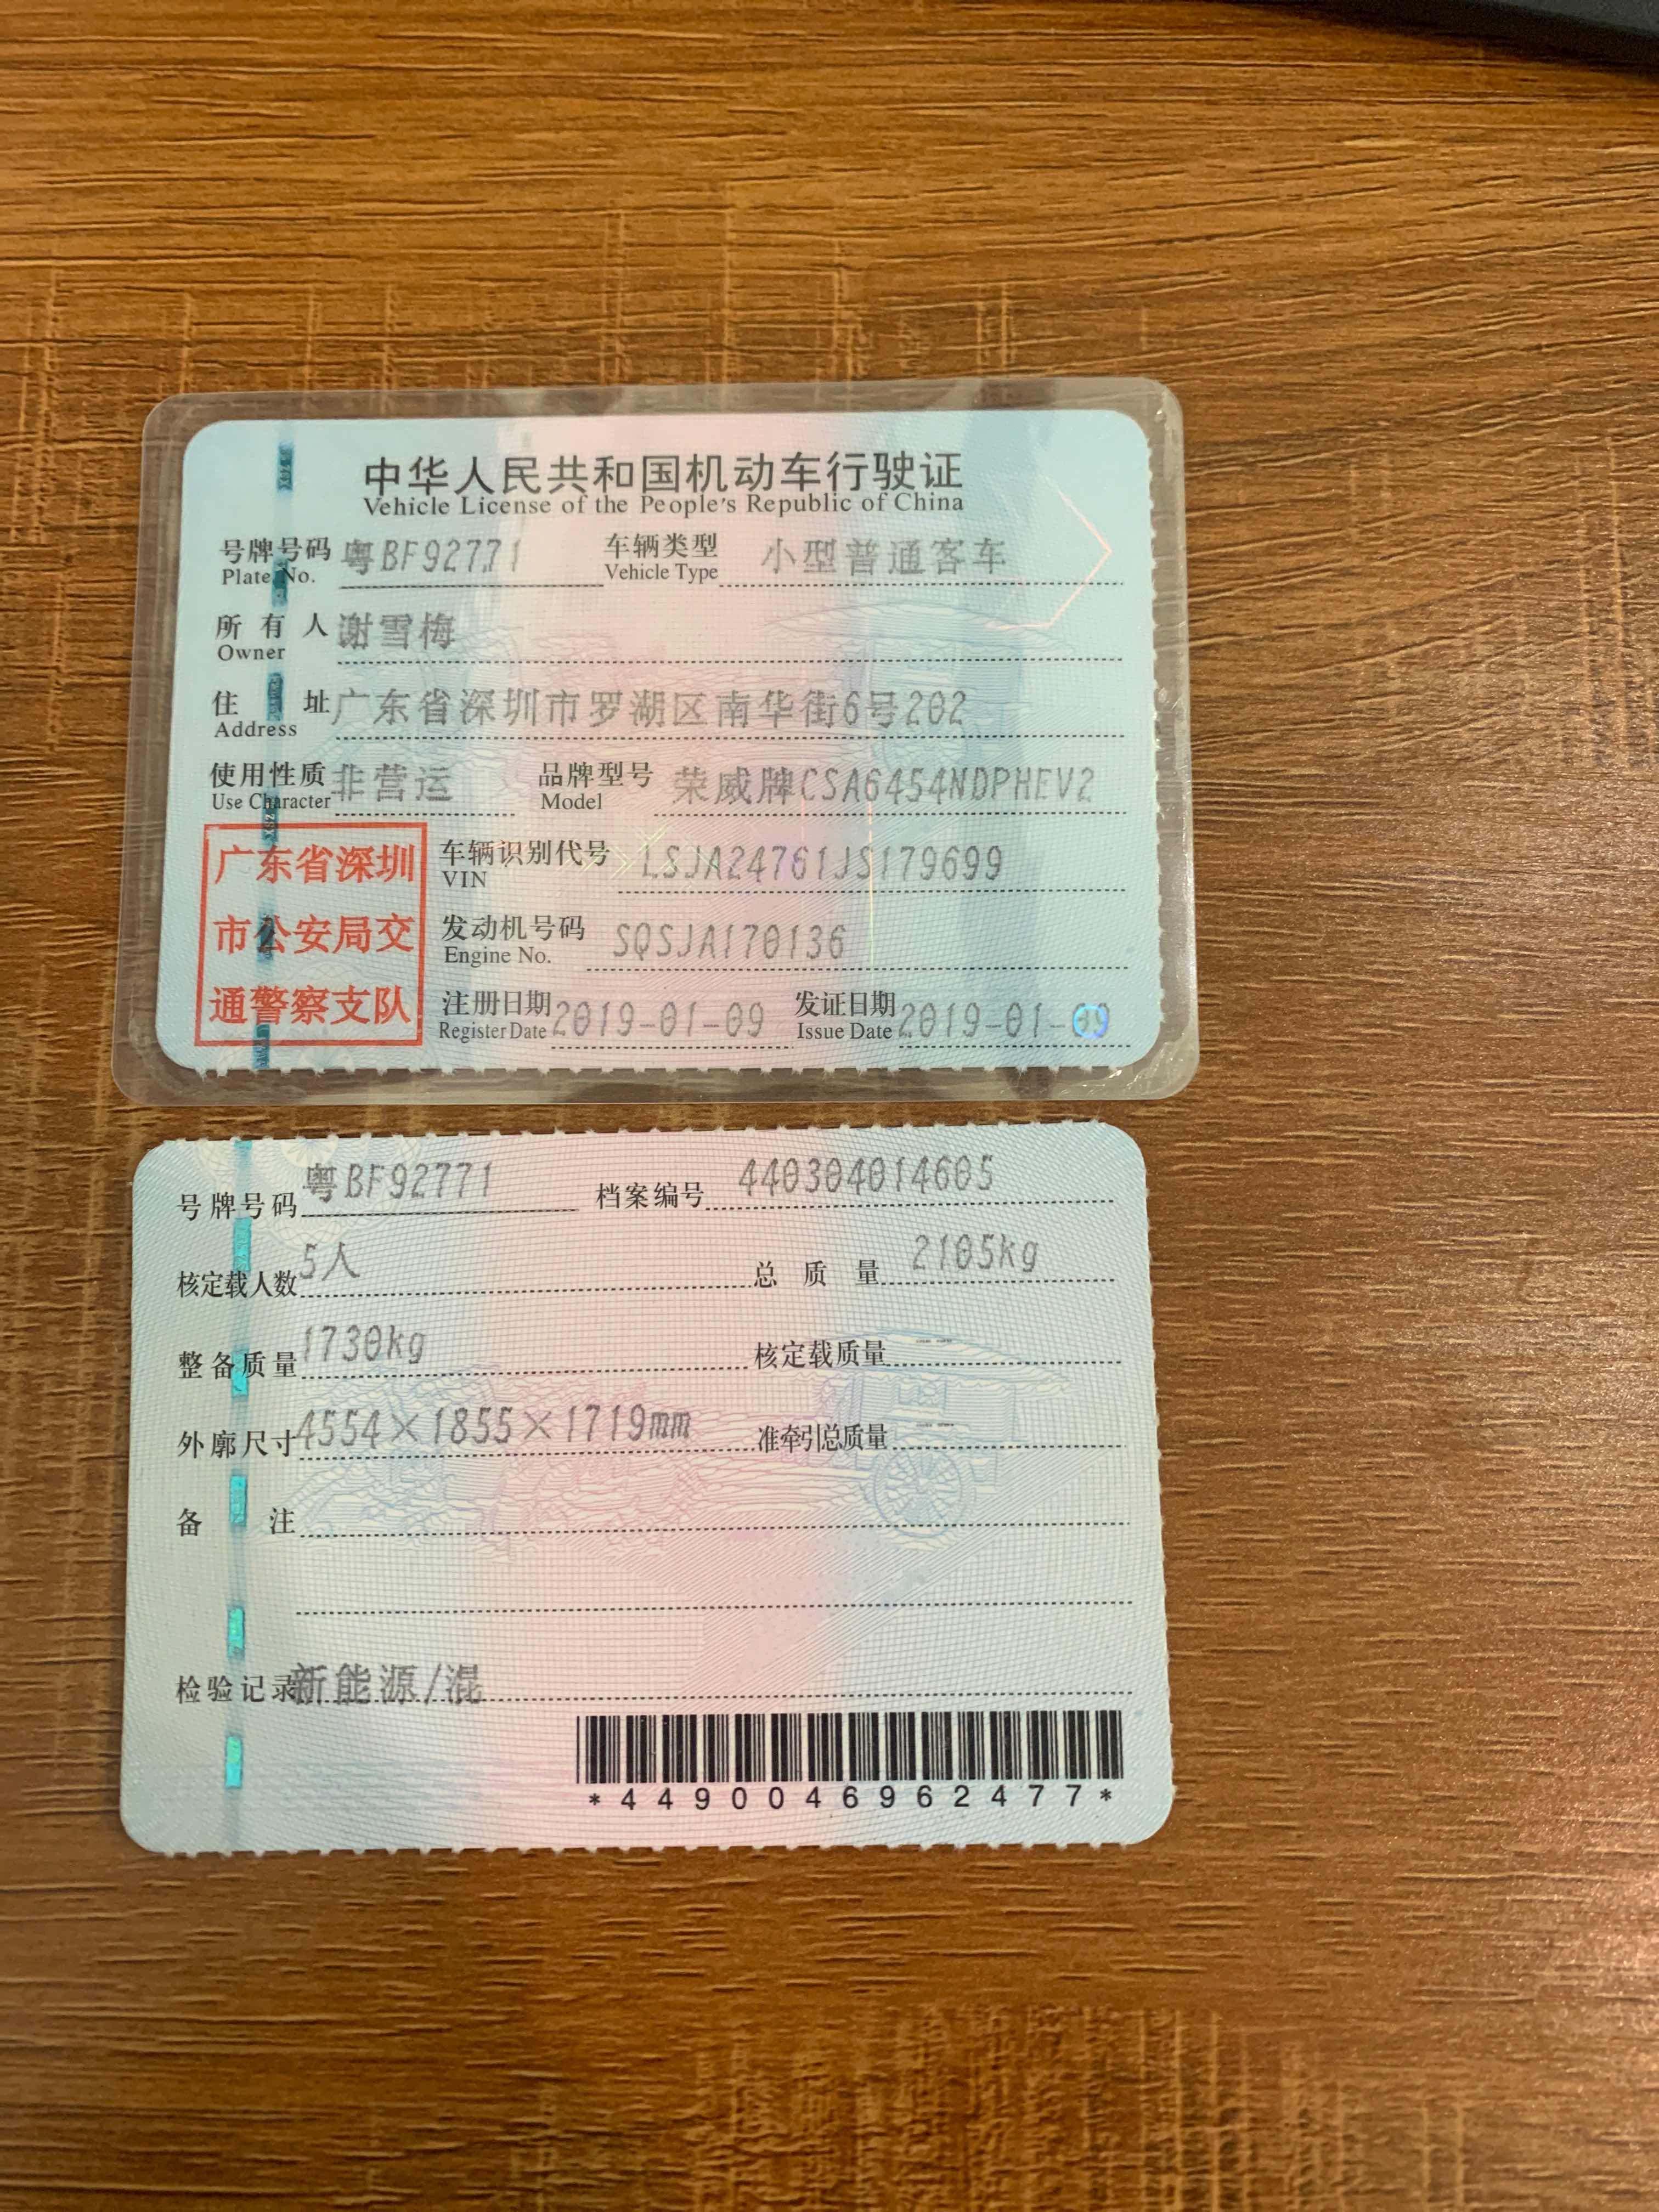 中华人民共和国机动车行驶证
Vehicle License of the People's Republic of China
号牌号码 粤BF92771 车辆类型 小型普通客车
Plate No. Vehicle Type
所有人 谢雪梅
Owner
住址 广东省深圳市罗湖区南华街6号202
Address
使用性质 非营运 品牌型号 荣威牌CSA6454NDPHEV2
Use Character Model
广东省深圳
市公安局交
通警察支队
车辆识别代号 LSJA24761JS179699
VIN
发动机号码 SQSJA170136
Engine No.
注册日期 2019-01-09 发证日期 2019-01-09
Register Date Issue Date
号牌号码 粤BF92771 档案编号 440304014605
核定载人数 5人 总质量 2105kg
整备质量 1730kg 核定载质量 --
外廓尺寸 4554×1855×1719mm 准牵引总质量 --
备注
检验记录 新能源/混
*4490046962477*